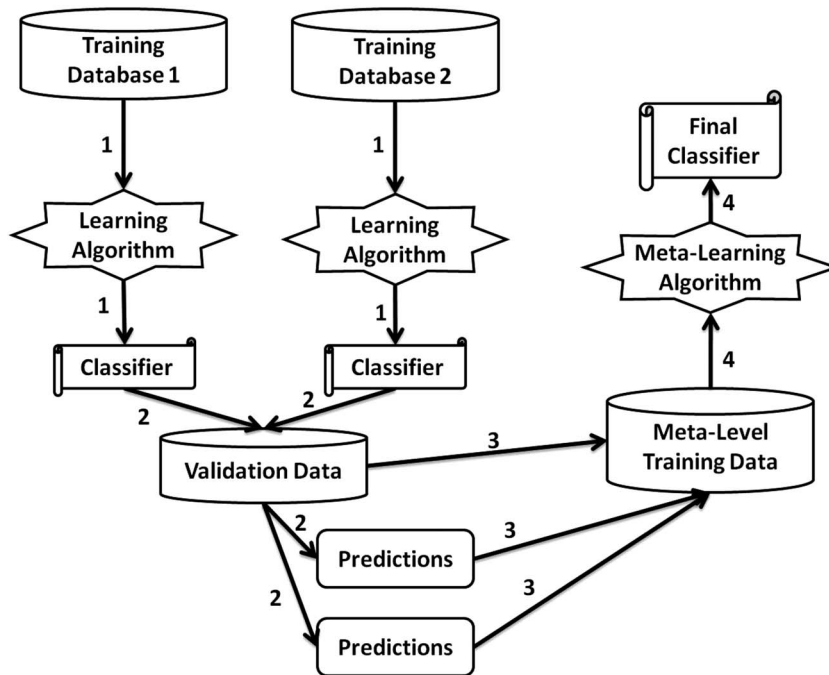 Training
Database 1
Training
Database 2
1
1
Final
Classifier
Learning
Algorithm
Learning
Algorithm
4
Meta-Learning
Algorithm
1
1
4
Classifier
Classifier
2
2
Validation Data
3
Meta-Level
Training Data
2
Predictions
3
2
Predictions
3